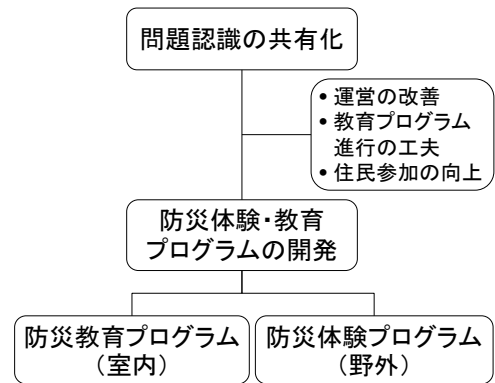 問題認識の共有化
• 運営の改善
• 教育プログラム
進行の工夫
• 住民参加の向上
防災体験・教育
プログラムの開発
防災教育プログラム
（室内）
防災体験プログラム
（野外）